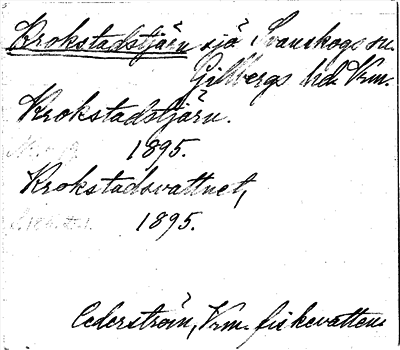 Krokstadstjärn sjö Svanskogs sn.
Gillbergs hd. Vrm.
Krokstadstjärn.
1895.
Krokstadsvattnet,
1895.
Cederström, Vrm. fiskevatten.